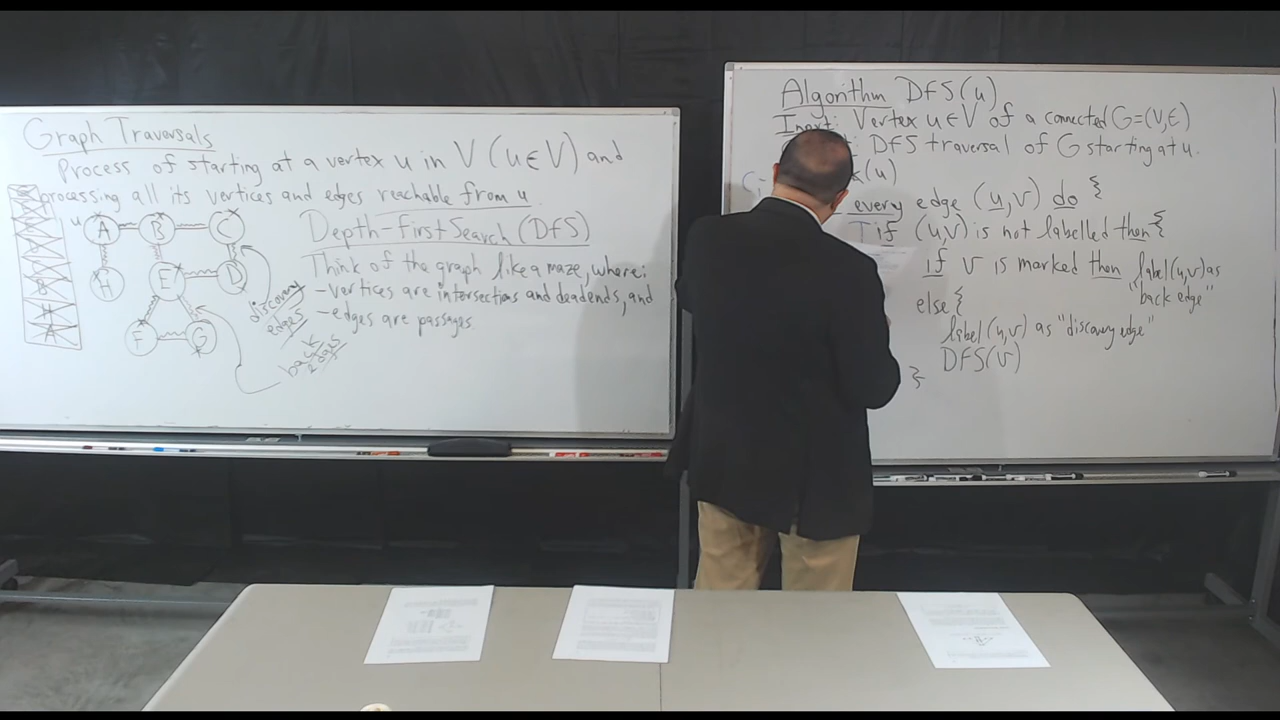 Graph Traversals
Process of starting at a vertex u in V (u∈V) and
processing all its vertices and edges reachable from u.
u A B C
H E D
F G
discovery
edges
back
edges
Depth-First Search (DFS)
Think of the graph like a maze, where:
-vertices are intersections and deadends, and
-edges are passages.
Algorithm DFS(u)
Input: Vertex u∈V of a connected G=(V,E)
DFS traversal of G starting at u.
(u)
every edge (u,v) do {
if (u,v) is not labelled then {
if v is marked then label(u,v) as
"back edge"
else {
label (u,v) as "discovery edge"
DFS(v)
}